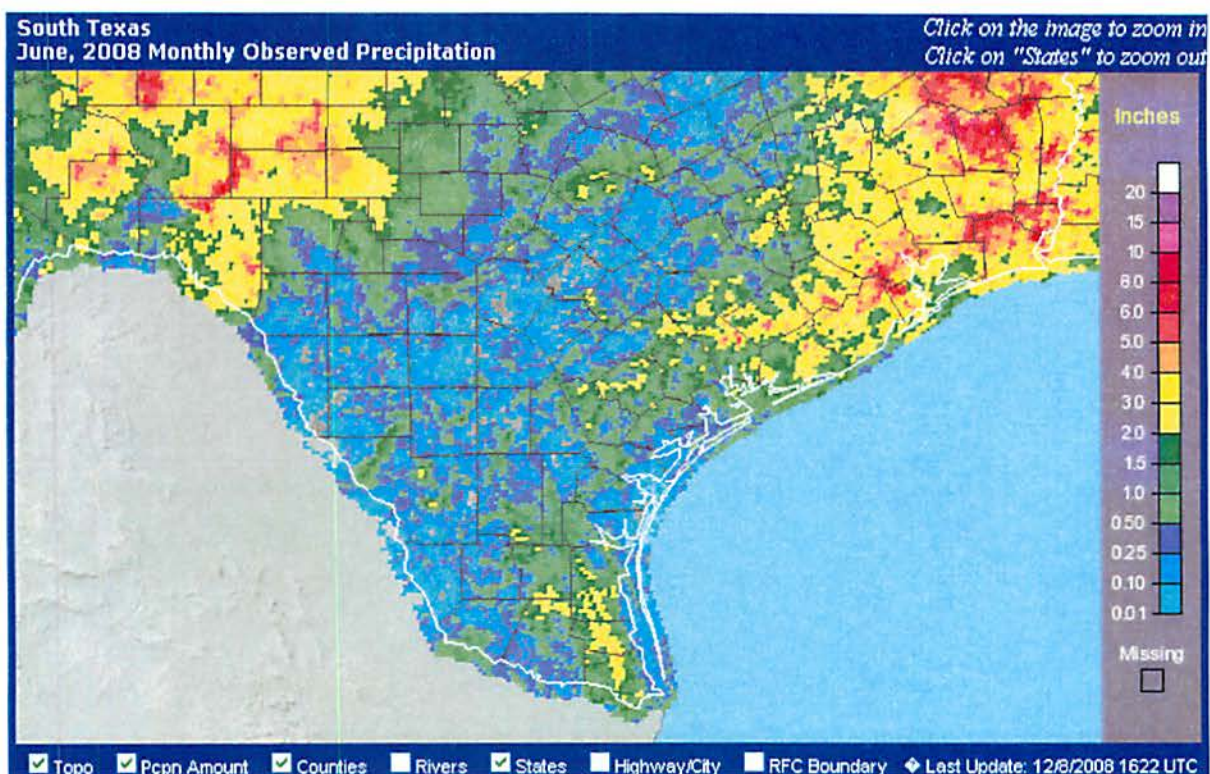 South Texas
June, 2008 Monthly Observed Precipitation
Click on the image to zoom in
Click on "States" to zoom out
Inches
20
15
10
8.0
6.0
5.0
4.0
3.0
2.0
1.5
1.0
0.50
0.25
0.10
0.01
Missing
Topo Pcpn Amount Counties Rivers States Highway/City RFC Boundary � Last Update: 12/8/2008 1622 UTC